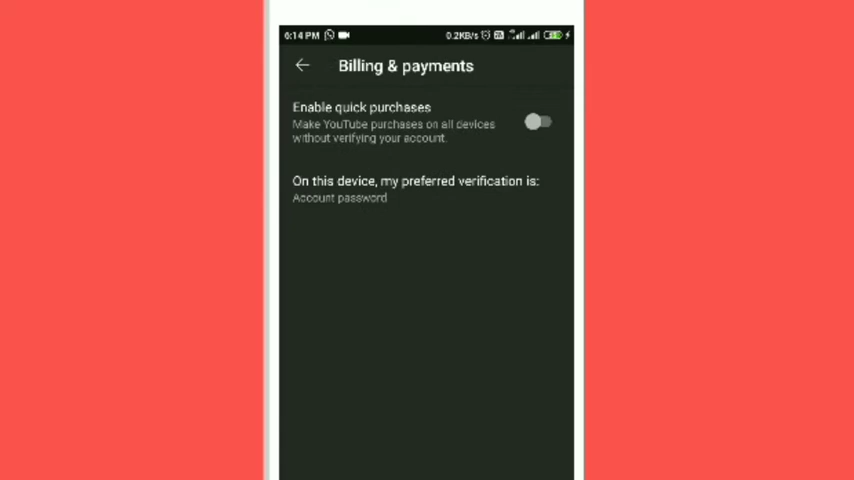 6:14 PM 0.2KB/s
Billing & payments
Enable quick purchases
Make YouTube purchases on all devices
without verifying your account.
On this device, my preferred verification is:
Account password